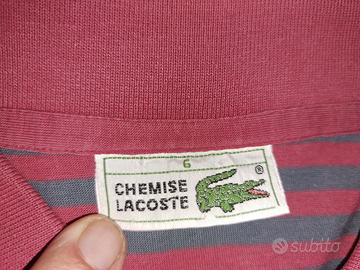 6
CHEMISE
LACOSTE
®
subito